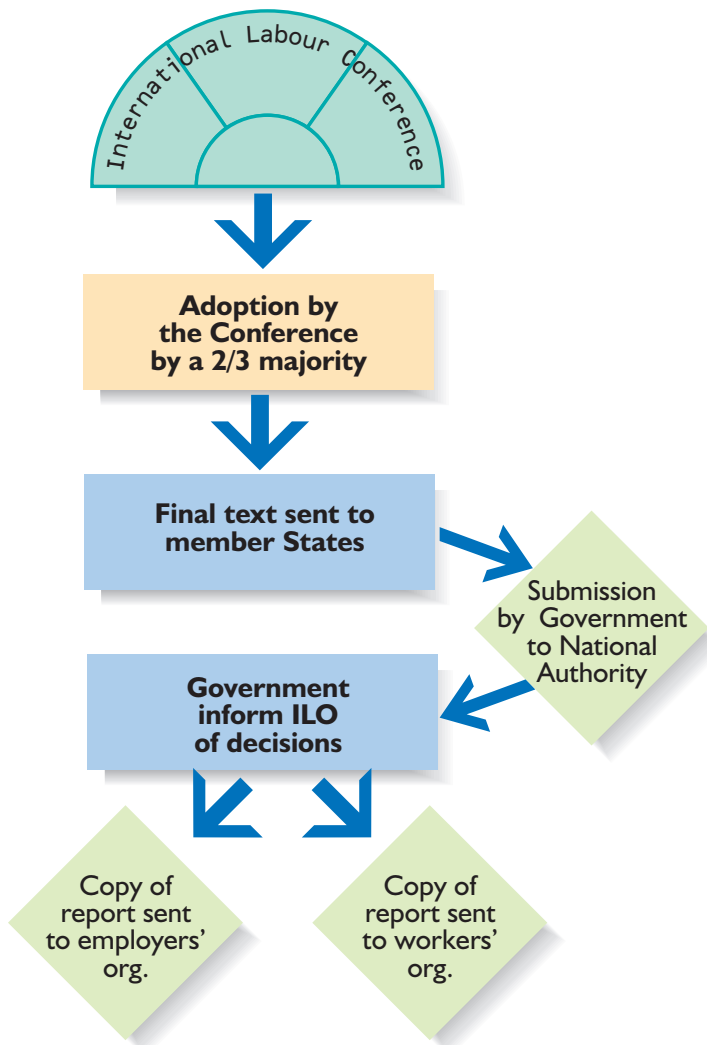 International Labour Conference
Adoption by
the Conference
by a 2/3 majority
Final text sent to
member States
Submission
by Government
to National
Authority
Government
inform ILO
of decisions
Copy of
report sent
to employers’
org.
Copy of
report sent
to workers’
org.